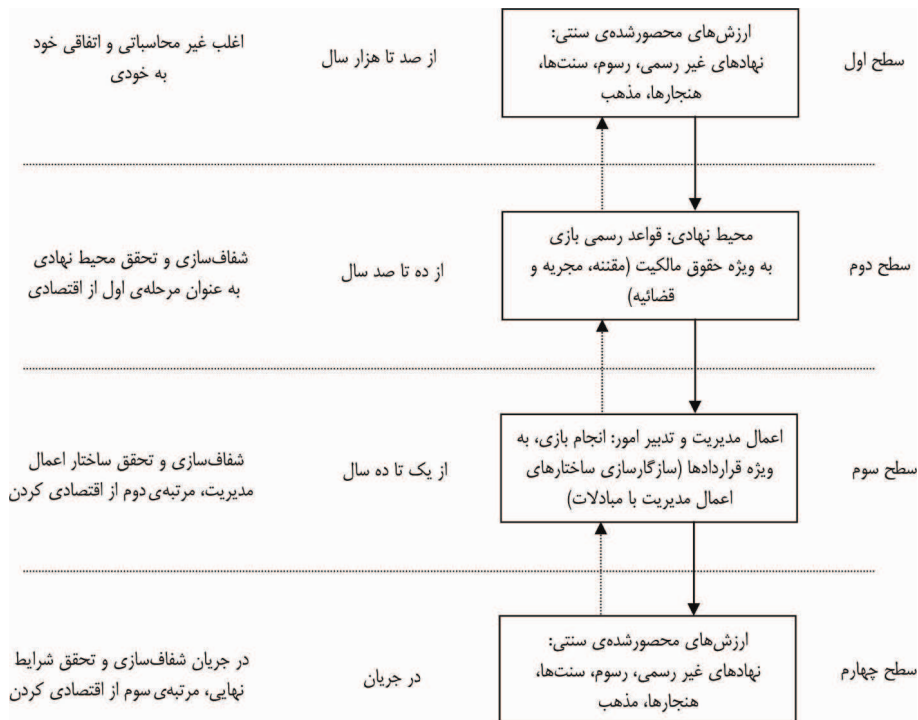 سطح اول
ارزش‌های محصورشده‌ی سنتی:
نهادهای غیر رسمی، رسوم، سنت‌ها،
هنجارها، مذهب
از صد تا هزار سال
اغلب غیر محاسباتی و اتفاقی خود
به خودی
سطح دوم
محیط نهادی: قواعد رسمی بازی
به ویژه حقوق مالکیت (مقننه، مجریه و
قضائیه)
از ده تا صد سال
شفاف‌سازی و تحقق محیط نهادی
به عنوان مرحله‌ی اول از اقتصادی
سطح سوم
اعمال مدیریت و تدبیر امور: انجام بازی، به
ویژه قراردادها (سازگارسازی ساختارهای
اعمال مدیریت با مبادلات)
از یک تا ده سال
شفاف‌سازی و تحقق ساختار اعمال
مدیریت، مرتبه‌ی دوم از اقتصادی کردن
سطح چهارم
ارزش‌های محصورشده‌ی سنتی:
نهادهای غیر رسمی، رسوم، سنت‌ها،
هنجارها، مذهب
در جریان
در جریان شفاف‌سازی و تحقق شرایط
نهایی، مرتبه‌ی سوم از اقتصادی کردن